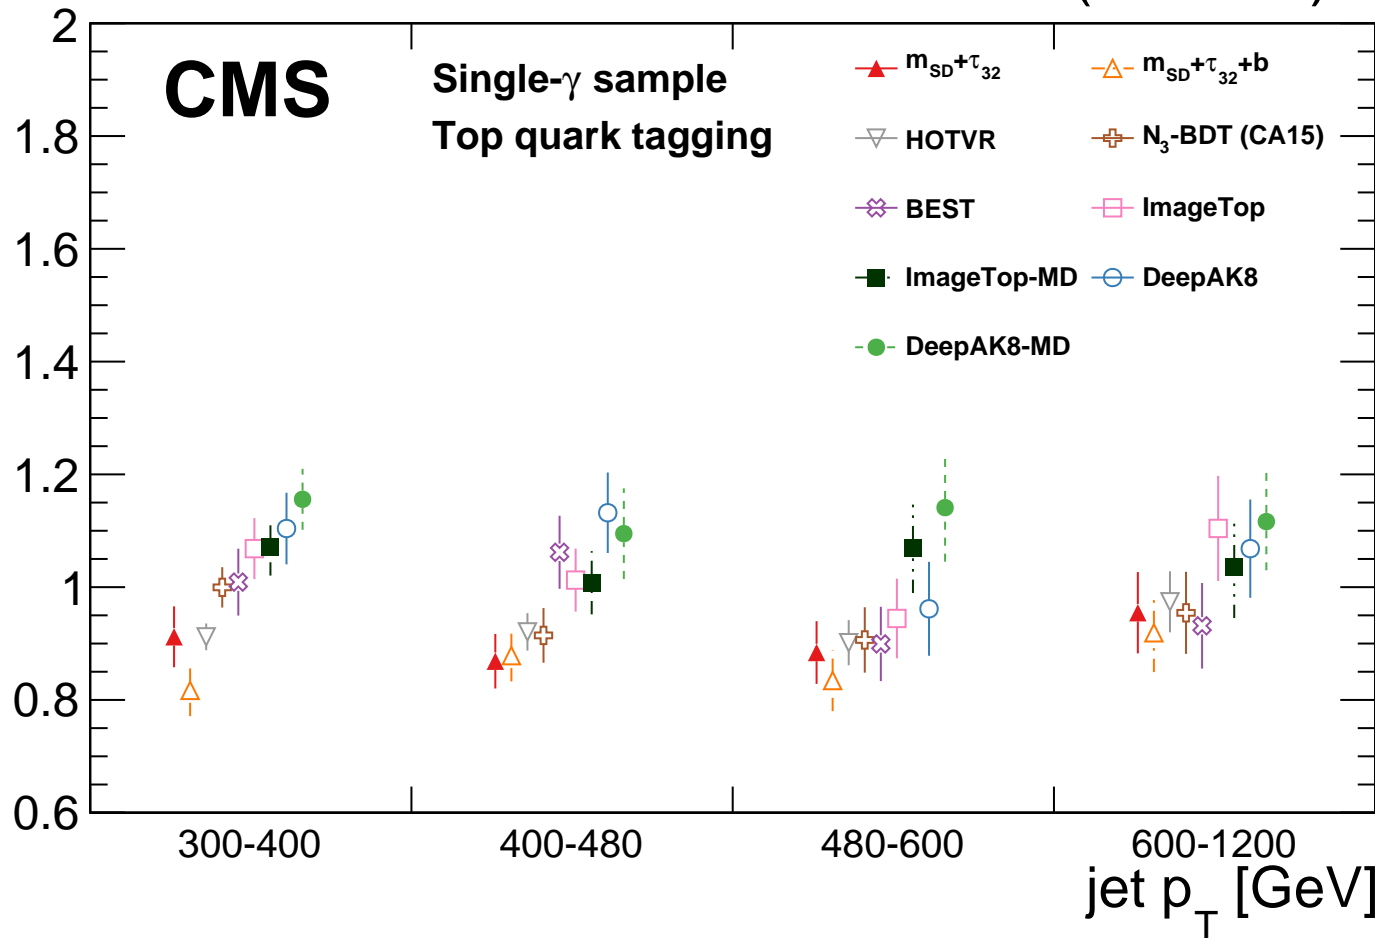 2
1.8
1.6
1.4
1.2
1
0.8
0.6
CMS
Single-γ sample
Top quark tagging
m_SD+τ_32
m_SD+τ_32+b
HOTVR
N_3-BDT (CA15)
BEST
ImageTop
ImageTop-MD
DeepAK8
DeepAK8-MD
300-400
400-480
480-600
600-1200
jet p_T [GeV]